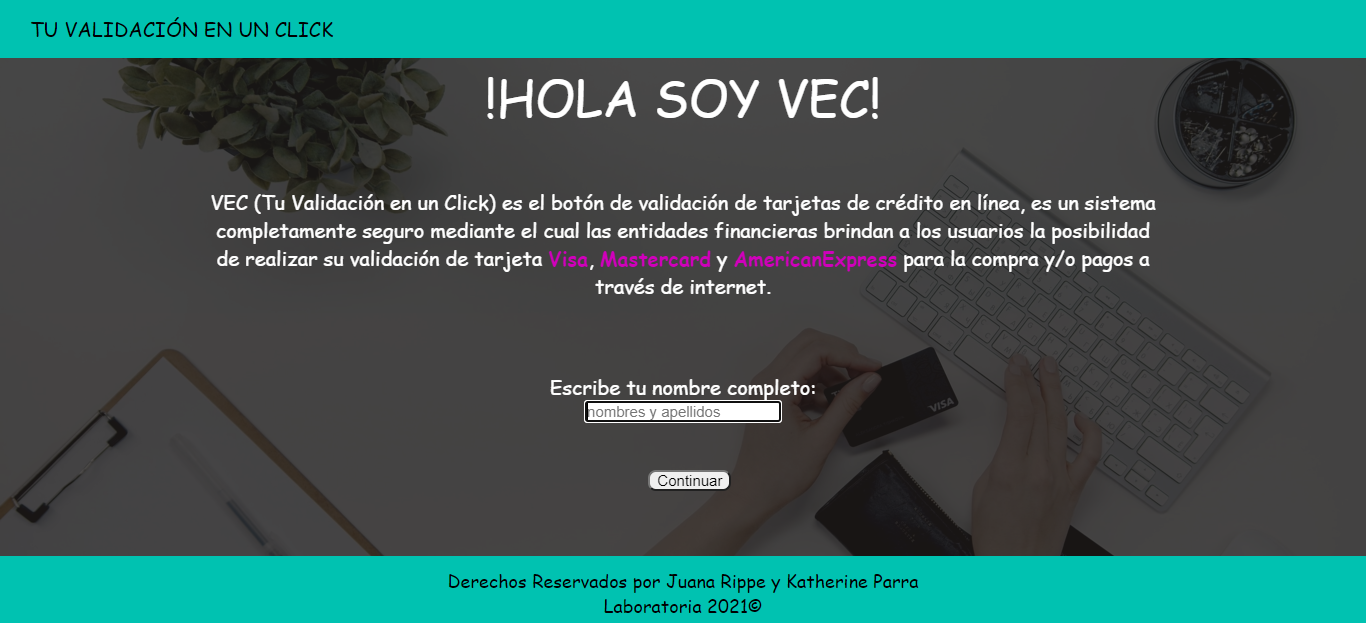 TU VALIDACIÓN EN UN CLICK
!HOLA SOY VEC!
VEC (Tu Validación en un Click) es el botón de validación de tarjetas de crédito en línea, es un sistema
completamente seguro mediante el cual las entidades financieras brindan a los usuarios la posibilidad
de realizar su validación de tarjeta Visa, Mastercard y AmericanExpress para la compra y/o pagos a
través de internet.
Escribe tu nombre completo:
nombres y apellidos
VISA
Continuar
Derechos Reservados por Juana Rippe y Katherine Parra
Laboratoria 2021©